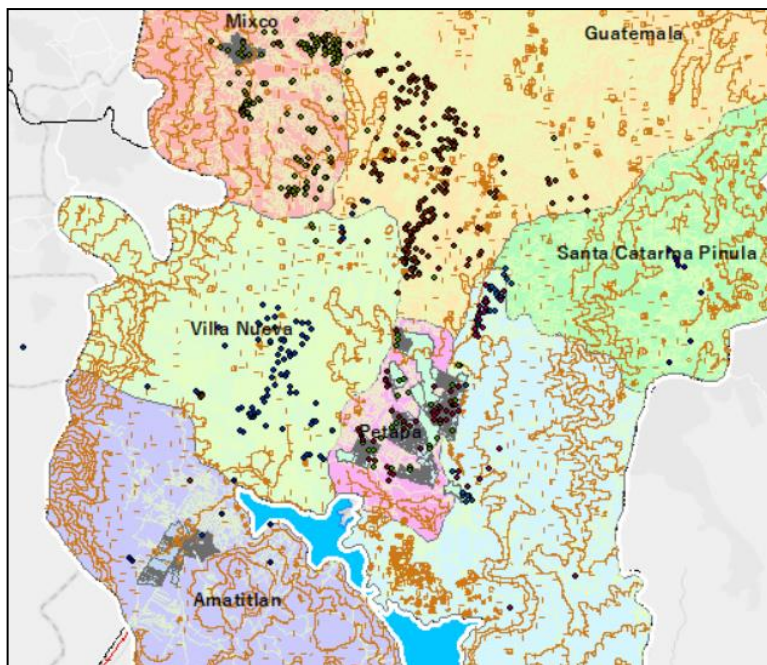 Mixco
Guatemala
Santa Catarina Pinula
Villa Nueva
Petapa
Amatitlan